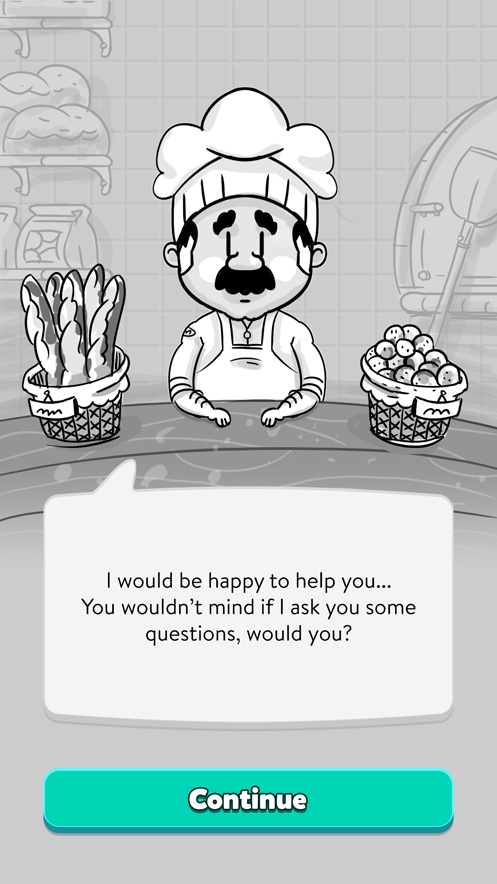 I would be happy to help you...
You wouldn't mind if I ask you some
questions, would you?
Continue